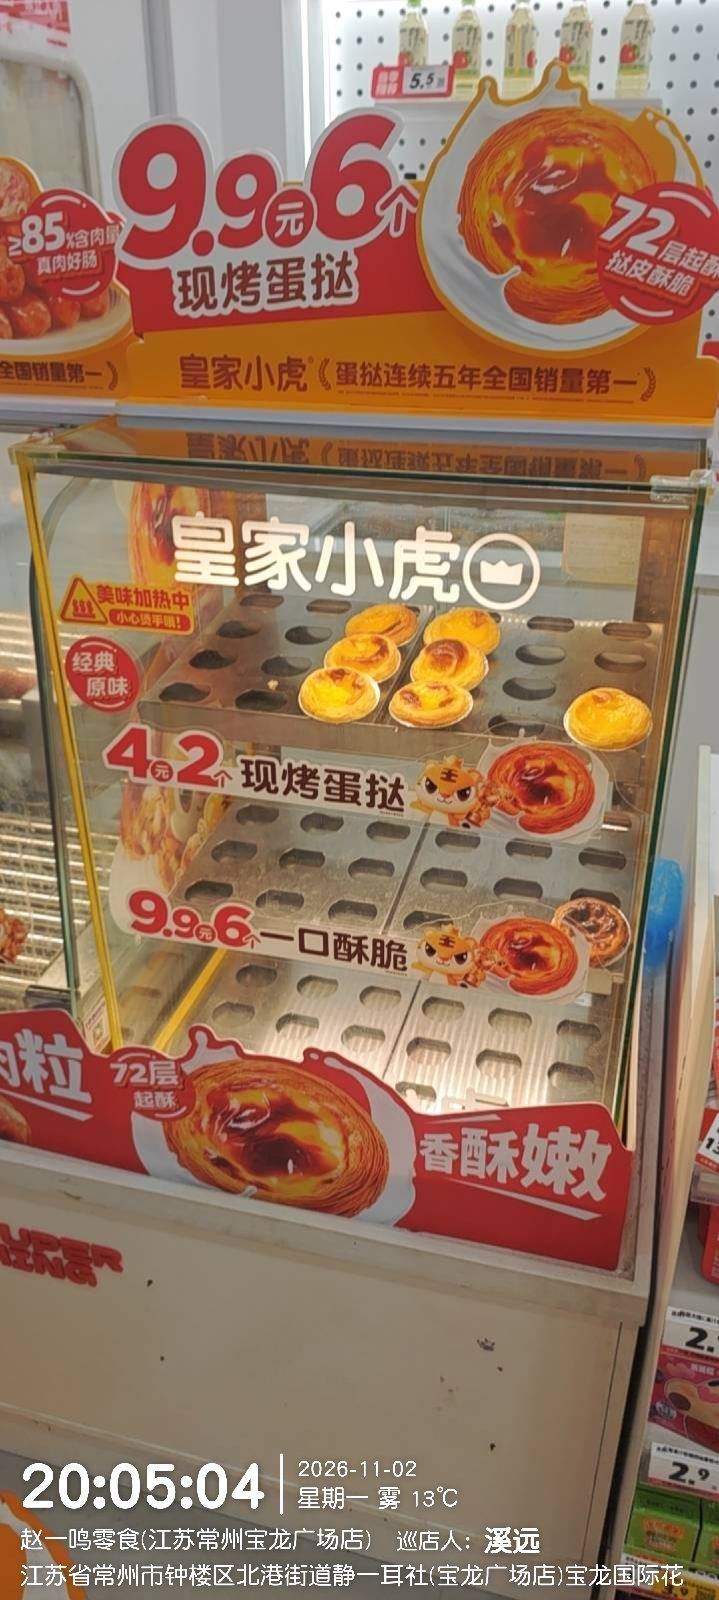 5.5
9.9元6个
现烤蛋挞
≥85%含肉量
真肉好肠
72层起酥
挞皮酥脆
全国销量第一
皇家小虎 蛋挞连续五年全国销量第一
皇家小虎
美味加热中
小心烫手哦!
经典
原味
4元2个 现烤蛋挞
9.9元6个 一口酥脆
肉粒
72层
起酥
香酥嫩
2.
2.9
20:05:04
2026-11-02
星期一 雾 13℃
赵一鸣零食(江苏常州宝龙广场店) 巡店人: 溪远
江苏省常州市钟楼区北港街道静一耳社(宝龙广场店)宝龙国际花